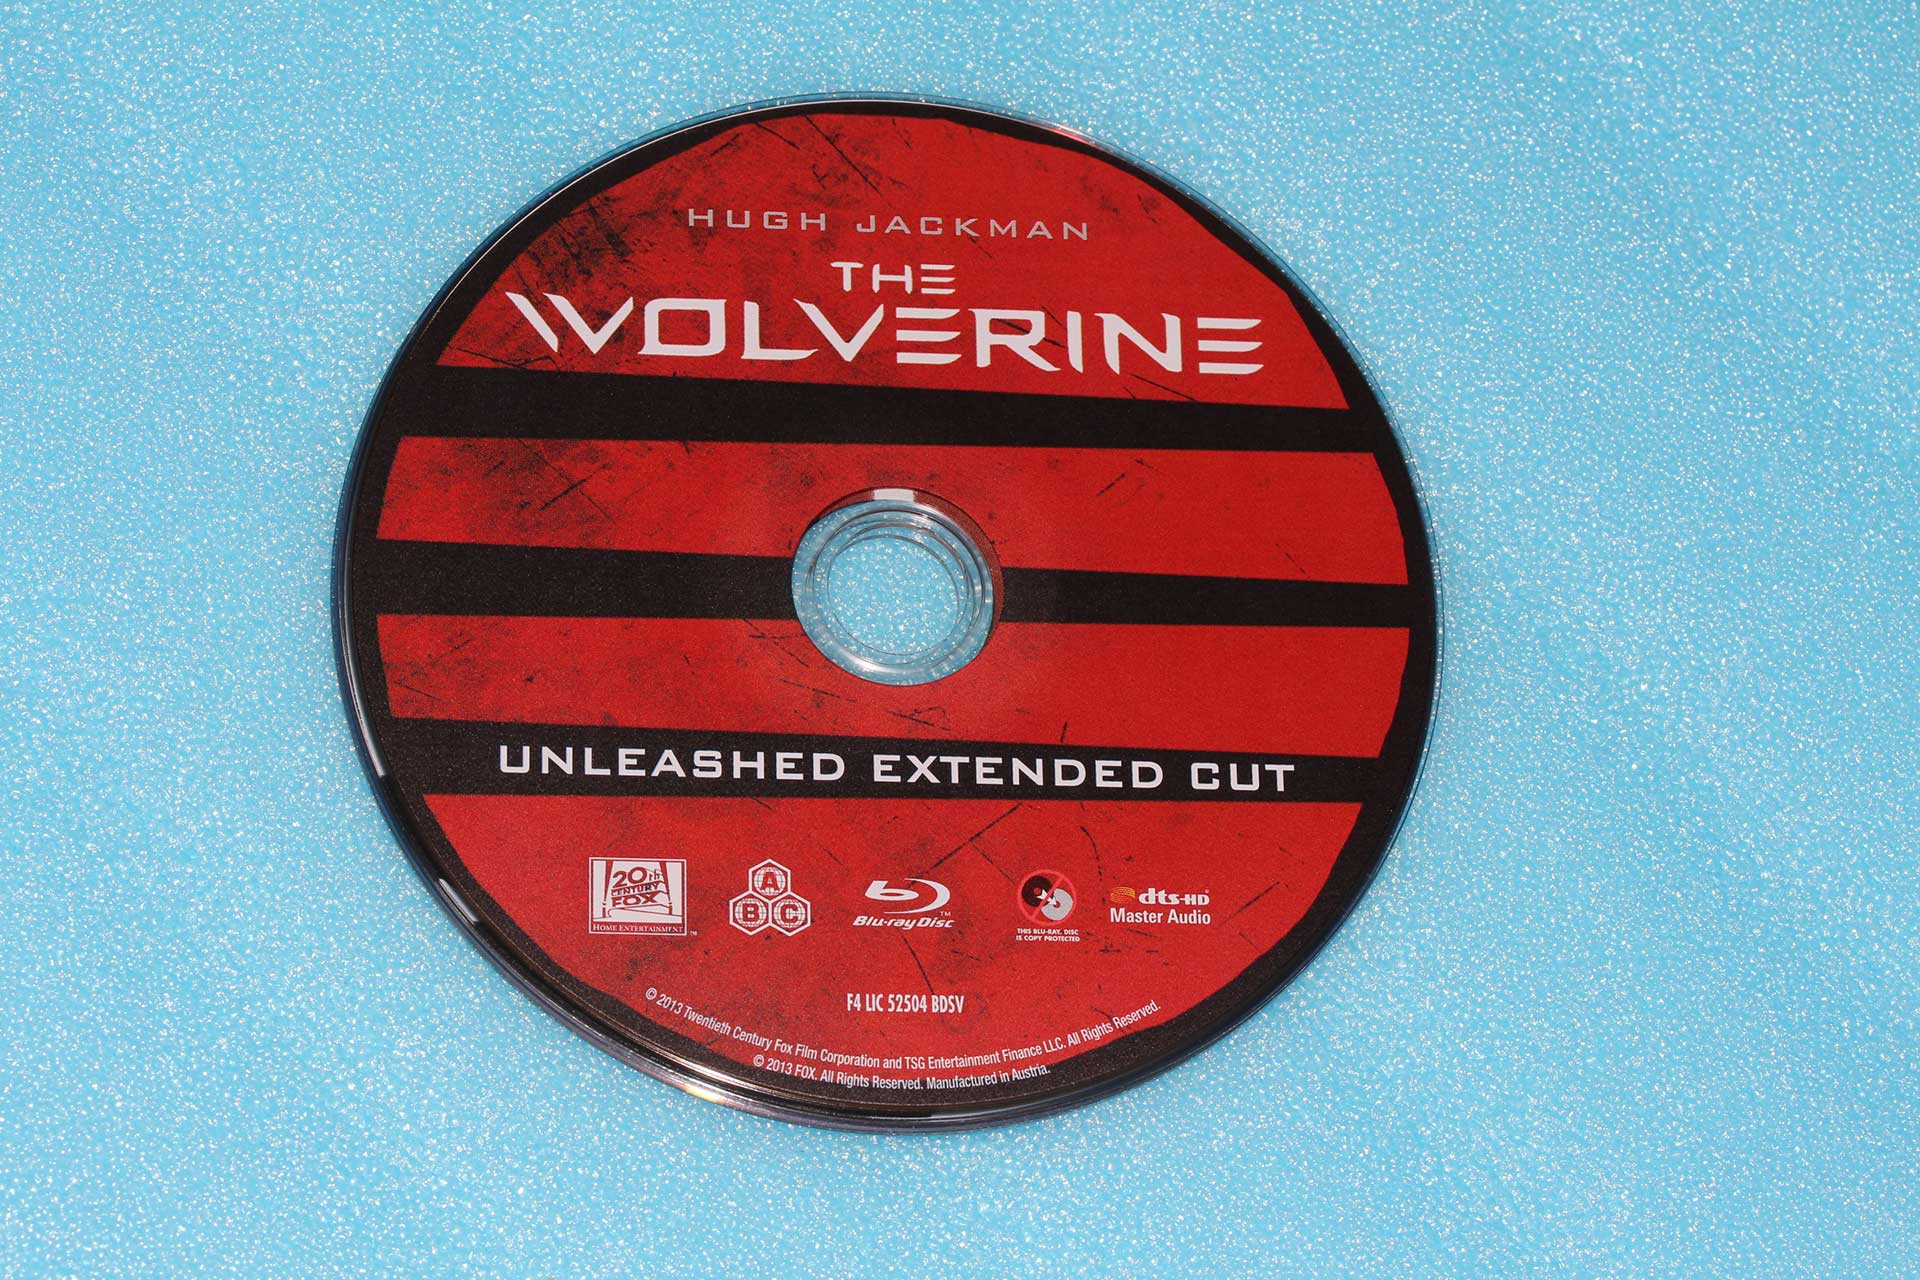 HUGH JACKMAN
THE
WOLVERINE
UNLEASHED EXTENDED CUT
20th
CENTURY
FOX
HOME ENTERTAINMENT
TM
A
B C
Blu-ray Disc
TM
THIS BLU-RAY. DISC
IS COPY PROTECTED
dts-HD
Master Audio
F4 LIC 52504 BDSV
© 2013 Twentieth Century Fox Film Corporation and TSG Entertainment Finance LLC. All Rights Reserved.
© 2013 FOX. All Rights Reserved. Manufactured in Austria.